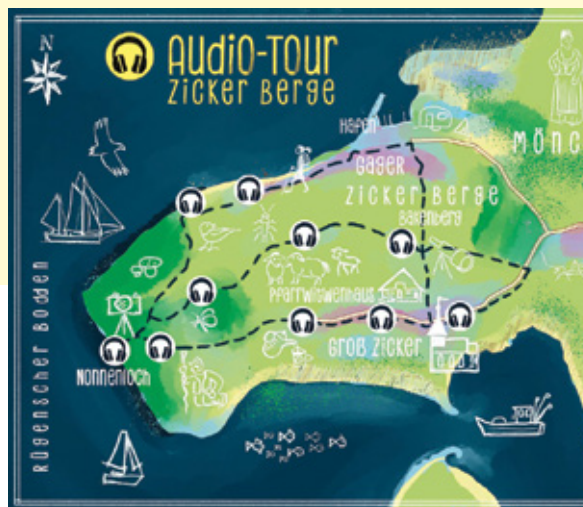 N
AUDIO-TOUR
ZICKER BERGE
HAFEN
MÖNC
GAGER
ZICKER BERGE
BAKENBERG
PFARRWITWENHAUS
GROß ZICKER
NONNENLOCH
RÜGENSCHER BODDEN